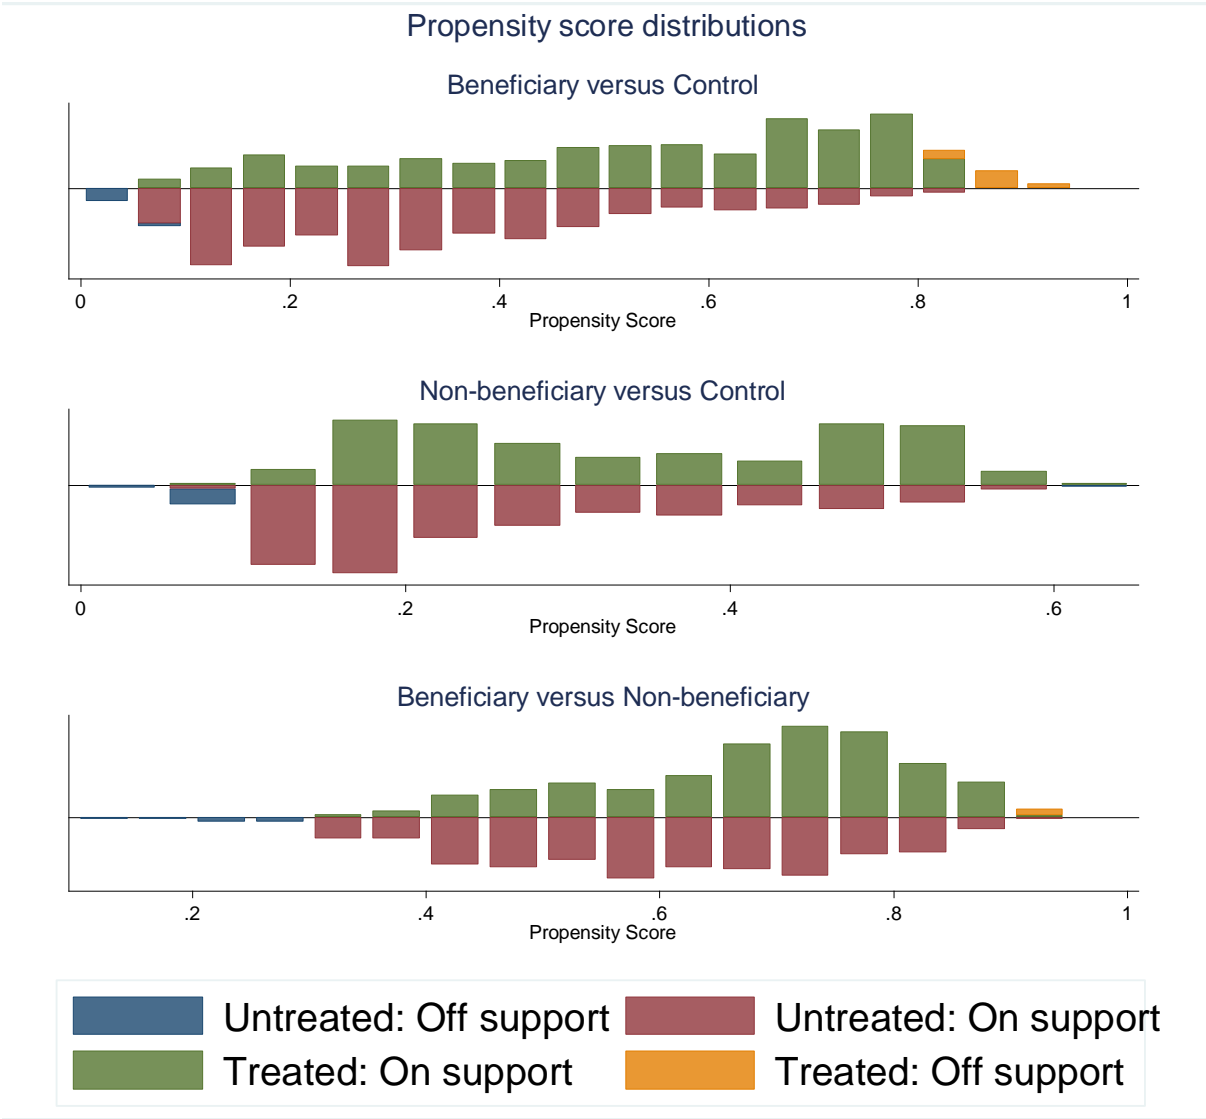 Propensity score distributions
Beneficiary versus Control
0 .2 .4 .6 .8 1
Propensity Score
Non-beneficiary versus Control
0 .2 .4 .6
Propensity Score
Beneficiary versus Non-beneficiary
.2 .4 .6 .8 1
Propensity Score
Untreated: Off support Untreated: On support
Treated: On support Treated: Off support